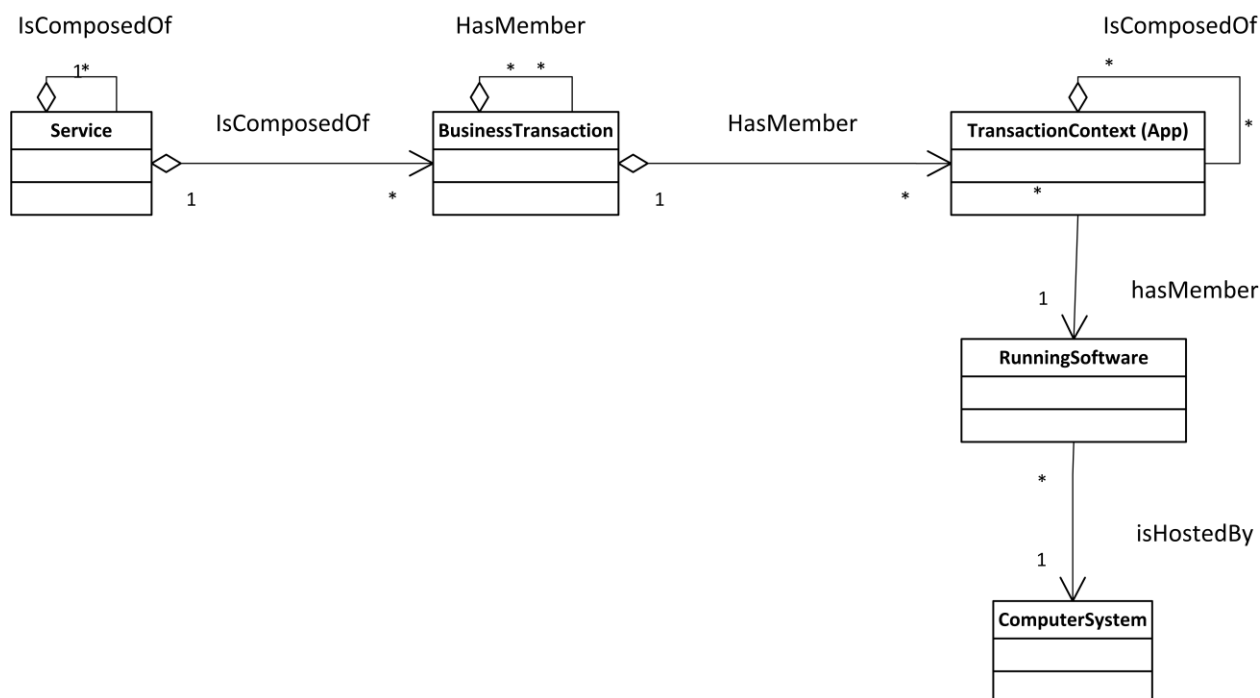 IsComposedOf
HasMember
IsComposedOf
1*
* *
*
Service
IsComposedOf
BusinessTransaction
HasMember
TransactionContext (App)
*
1
*
1
*
*
1
hasMember
RunningSoftware
*
isHostedBy
1
ComputerSystem